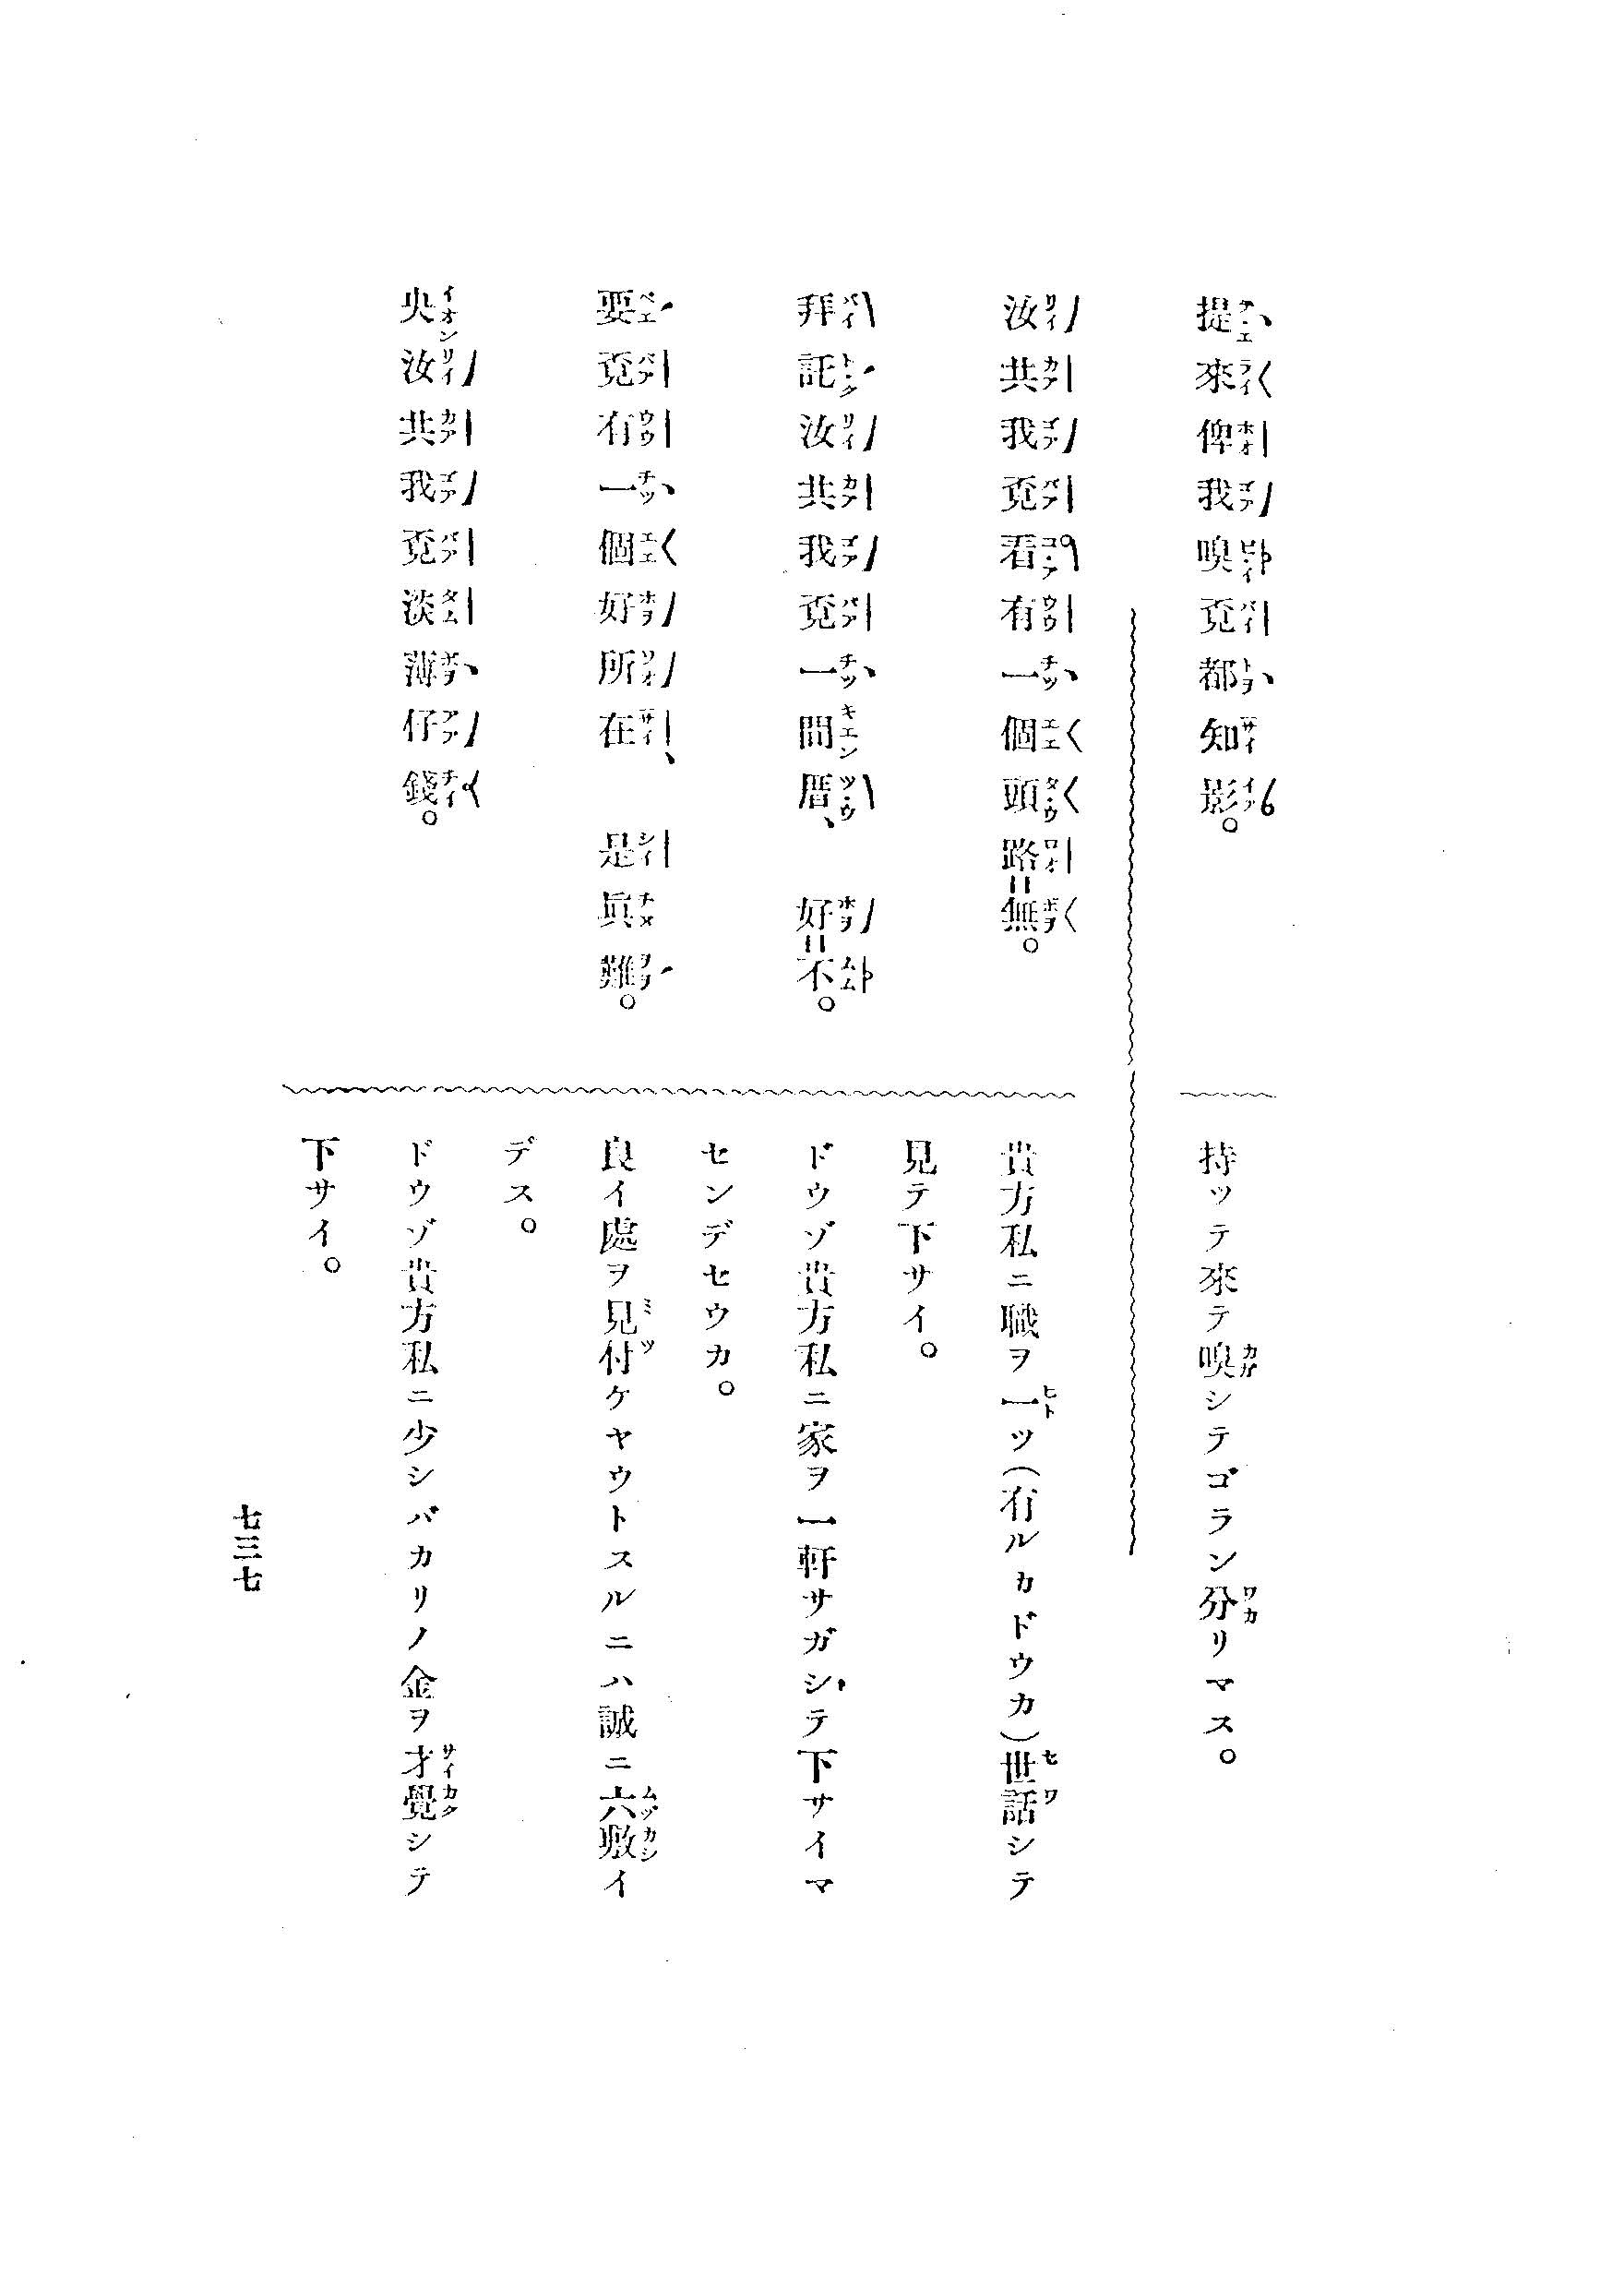 提來俾我嗅覔都知影。
持ッテ來テ嗅シテゴラン分リマス。
汝共我覔看有一個頭路=無。
貴方私ニ職ヲ一ツ(有ルカドウカ)世話シテ
見テ下サイ。
拜託汝共我覔一間厝、好=不。
ドウゾ貴方私ニ家ヲ一軒サガシテ下サイマ
センデセウカ。
要覔有一個好所在、是眞難。
良イ處ヲ見付ケヤウトスルニハ誠ニ六敷イ
デス。
央汝共我覔淡薄仔錢。
ドウゾ貴方私ニ少シバカリノ金ヲ才覺シテ
下サイ。
七三七